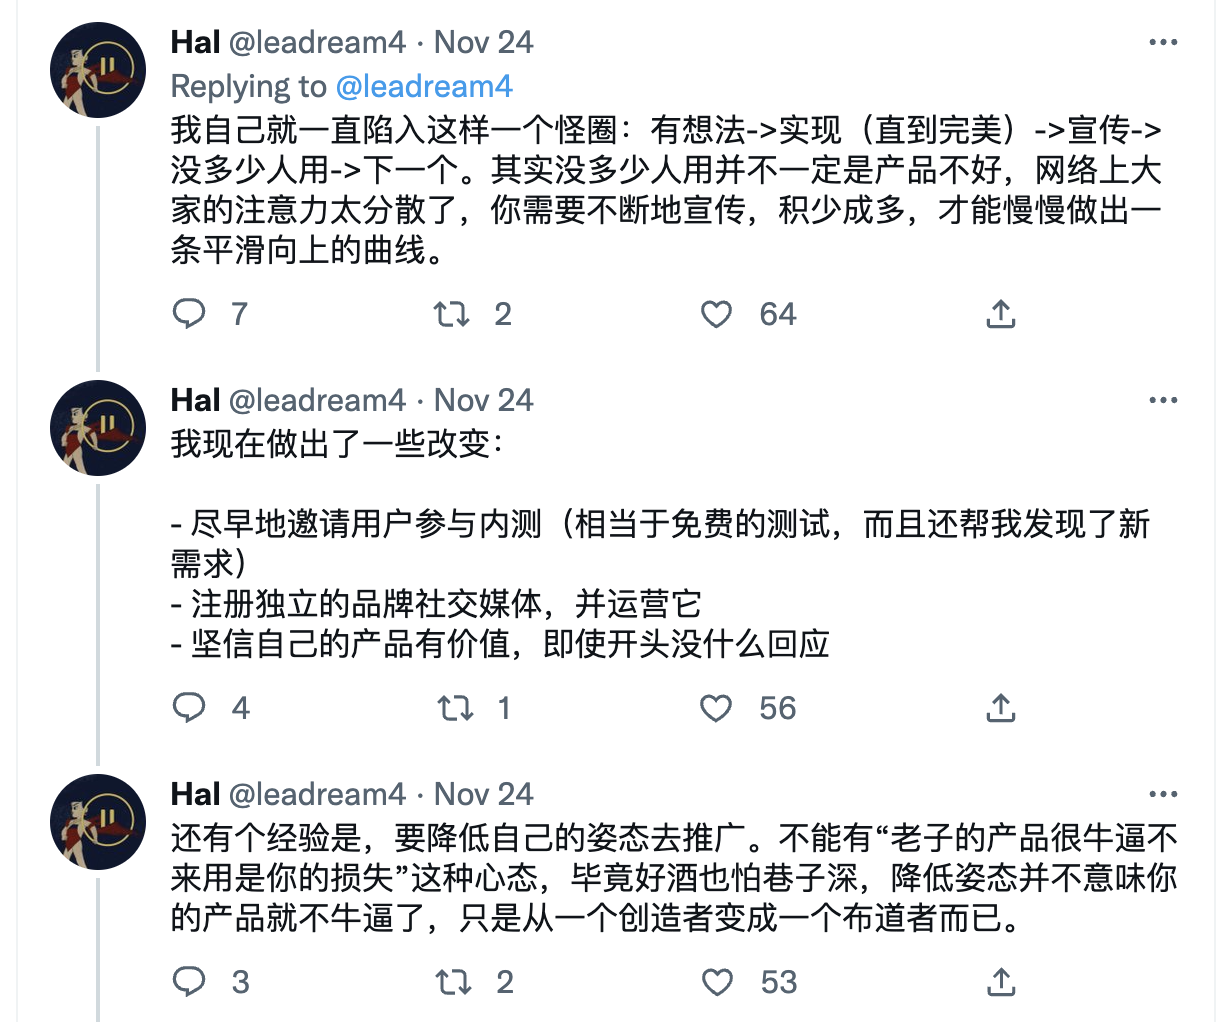 Hal @leadream4 · Nov 24
Replying to @leadream4
我自己就一直陷入这样一个怪圈：有想法->实现（直到完美）->宣传->
没多少人用->下一个。其实没多少人用并不一定是产品不好，网络上大
家的注意力太分散了，你需要不断地宣传，积少成多，才能慢慢做出一
条平滑向上的曲线。
7 2 64
Hal @leadream4 · Nov 24
我现在做出了一些改变：
- 尽早地邀请用户参与内测（相当于免费的测试，而且还帮我发现了新
需求）
- 注册独立的品牌社交媒体，并运营它
- 坚信自己的产品有价值，即使开头没什么回应
4 1 56
Hal @leadream4 · Nov 24
还有个经验是，要降低自己的姿态去推广。不能有“老子的产品很牛逼不
来用是你的损失”这种心态，毕竟好酒也怕巷子深，降低姿态并不意味你
的产品就不牛逼了，只是从一个创造者变成一个布道者而已。
3 2 53